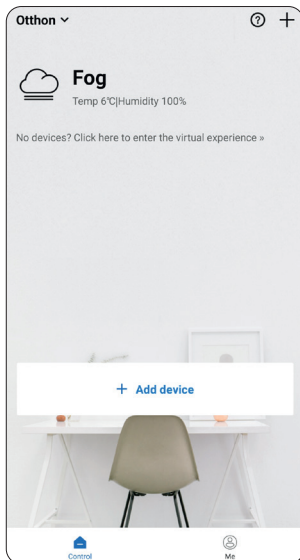 Otthon
Fog
Temp 6℃|Humidity 100%
No devices? Click here to enter the virtual experience »
+ Add device
Control
Me